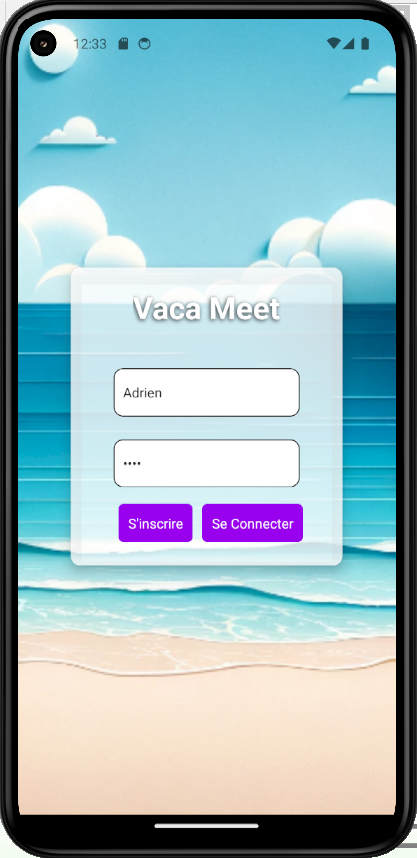 12:33
Vaca Meet
Adrien
••••
S'inscrire
Se Connecter